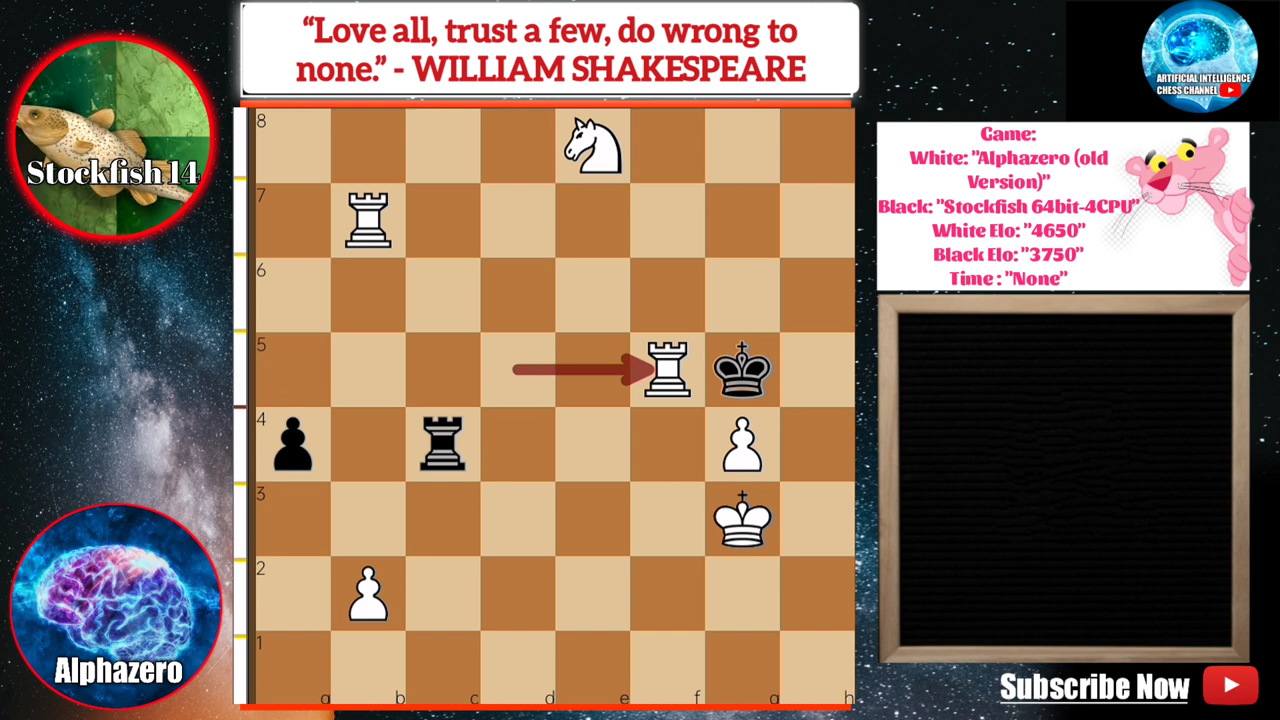 “Love all, trust a few, do wrong to
none.” - WILLIAM SHAKESPEARE
Stockfish 14
ARTIFICIAL INTELLIGENCE
CHESS CHANNEL
Game:
White: "Alphazero (old
Version)"
Black: "Stockfish 64bit-4CPU"
White Elo: "4650"
Black Elo: "3750"
Time : "None"
8
7
6
5
4
3
2
1
a b c d e f g h
Alphazero
Subscribe Now